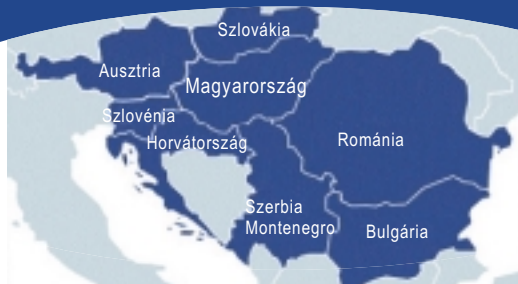 Szlovákia
Ausztria
Magyarország
Szlovénia
Horvátország
Románia
Szerbia
Montenegro
Bulgária